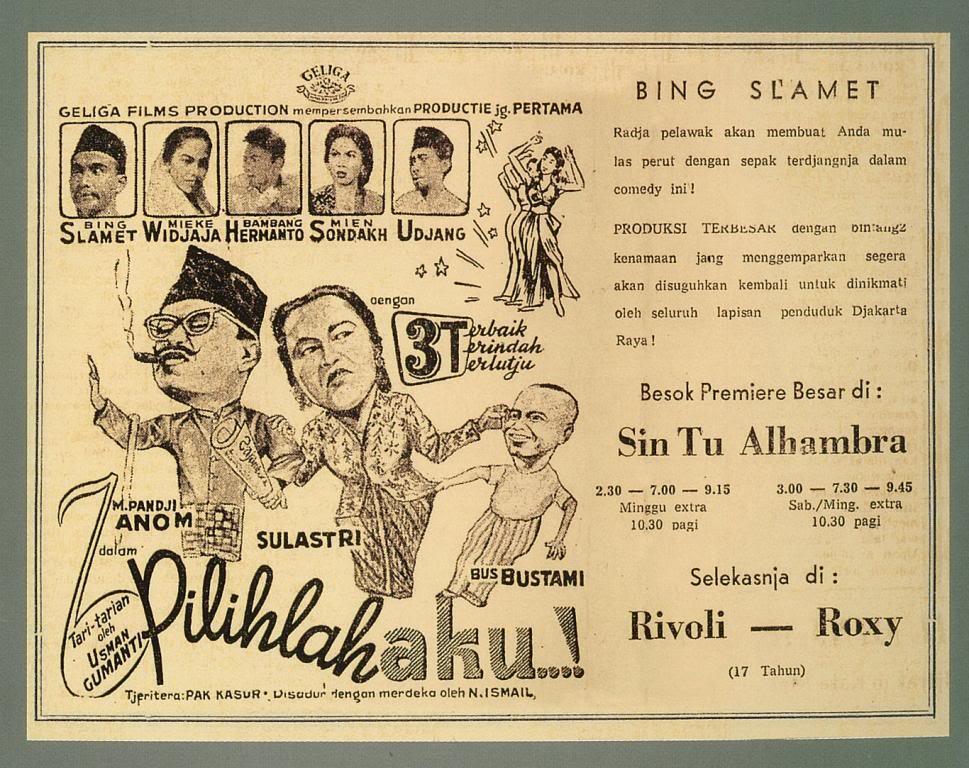 GELIGA
GELIGA FILMS PRODUCTION mempersembahkan PRODUCTIE jg. PERTAMA
BING SLAMET
MIEKE WIDJAJA
BAMBANG HERMANTO
MIEN SONDAKH
UDJANG
dengan
3 Terbaik
Terindah
Terlutju
M. PANDJI
ANOM
SULASTRI
BUS BUSTAMI
dalam
Pilihlah aku...!
Tari-tarian
oleh
USMAN
GUMANTI
Tjeritera: PAK KASUR • Disadur dengan merdeka oleh N. ISMAIL,
BING SLAMET
Radja pelawak akan membuat Anda mu-
las perut dengan sepak terdjangnja dalam
comedy ini!
PRODUKSI TERBESAR dengan bintang2
kenamaan jang menggemparkan segera
akan disuguhkan kembali untuk dinikmati
oleh seluruh lapisan penduduk Djakarta
Raya!
Besok Premiere Besar di :
Sin Tu Alhambra
2.30 — 7.00 — 9.15
Minggu extra
10.30 pagi
3.00 — 7.30 — 9.45
Sab./Ming. extra
10.30 pagi
Selekasnja di :
Rivoli — Roxy
(17 Tahun)